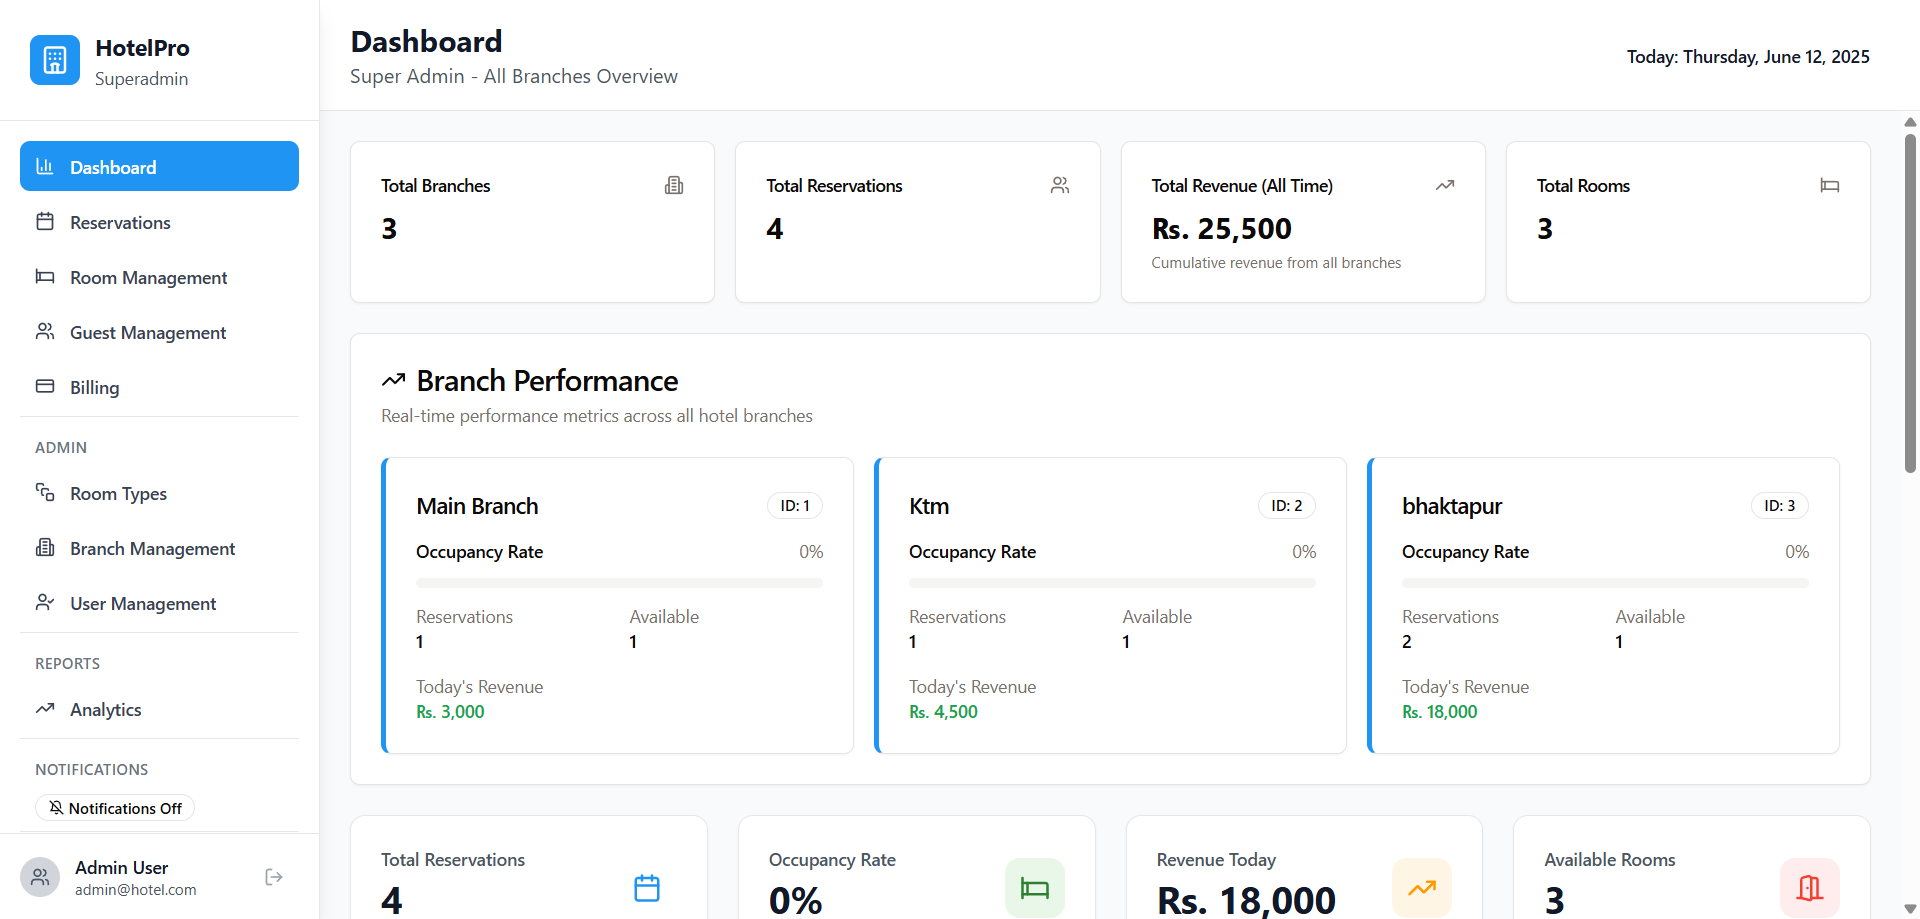 HotelPro
Superadmin
Dashboard
Reservations
Room Management
Guest Management
Billing
ADMIN
Room Types
Branch Management
User Management
REPORTS
Analytics
NOTIFICATIONS
Notifications Off
Admin User
admin@hotel.com
Dashboard
Super Admin - All Branches Overview
Today: Thursday, June 12, 2025
Total Branches
3
Total Reservations
4
Total Revenue (All Time)
Rs. 25,500
Cumulative revenue from all branches
Total Rooms
3
Branch Performance
Real-time performance metrics across all hotel branches
Main Branch ID: 1
Occupancy Rate 0%
Reservations Available
1 1
Today's Revenue
Rs. 3,000
Ktm ID: 2
Occupancy Rate 0%
Reservations Available
1 1
Today's Revenue
Rs. 4,500
bhaktapur ID: 3
Occupancy Rate 0%
Reservations Available
2 1
Today's Revenue
Rs. 18,000
Total Reservations
4
Occupancy Rate
0%
Revenue Today
Rs. 18,000
Available Rooms
3